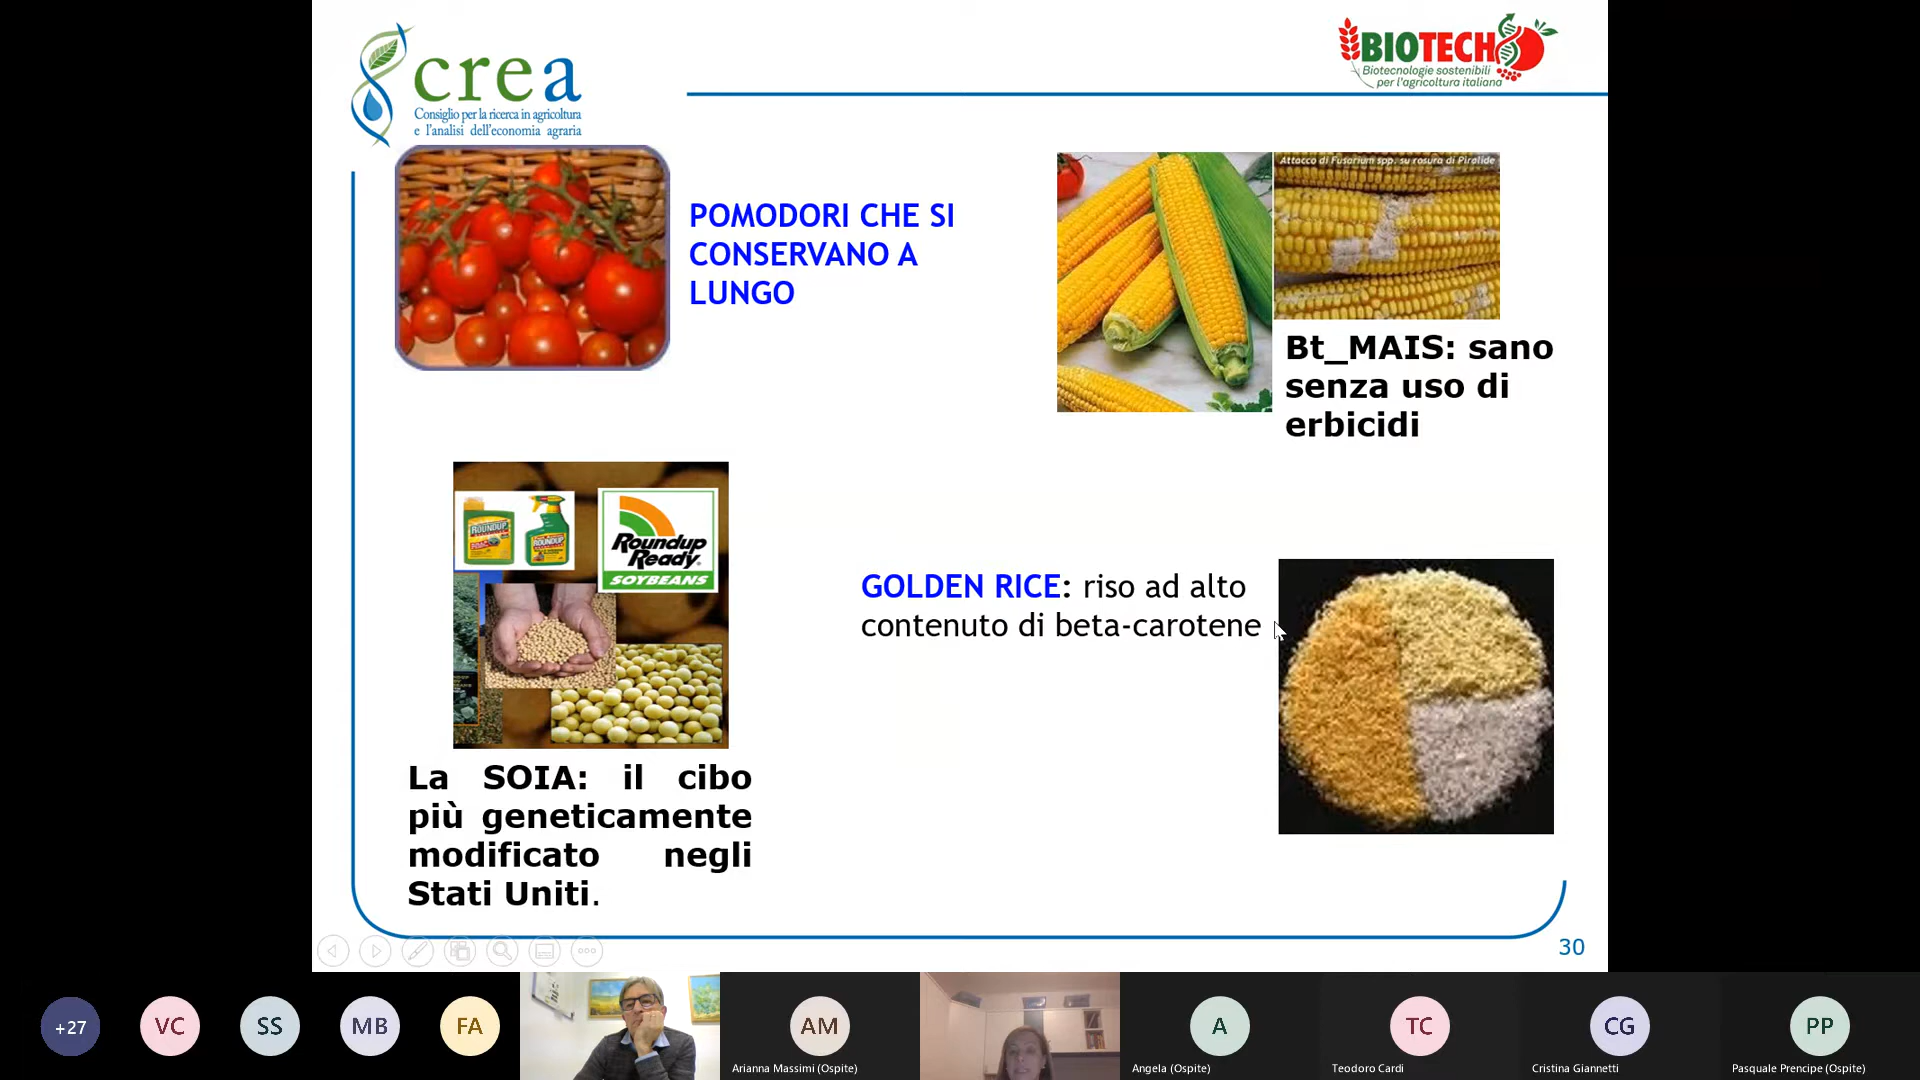 crea
Consiglio per la ricerca in agricoltura
e l'analisi dell'economia agraria
BIOTECH
Biotecnologie sostenibili
per l'agricoltura italiana
POMODORI CHE SI
CONSERVANO A
LUNGO
Attacco di Fusarium spp. su rosura di Piralide
Bt_MAIS: sano
senza uso di
erbicidi
ROUNDUP
ROUNDUP
Roundup
Ready
SOYBEANS
GOLDEN RICE: riso ad alto
contenuto di beta-carotene
La SOIA: il cibo
più geneticamente
modificato negli
Stati Uniti.
30
+27
VC
SS
MB
FA
AM
Arianna Massimi (Ospite)
A
Angela (Ospite)
TC
Teodoro Cardi
CG
Cristina Giannetti
PP
Pasquale Prencipe (Ospite)